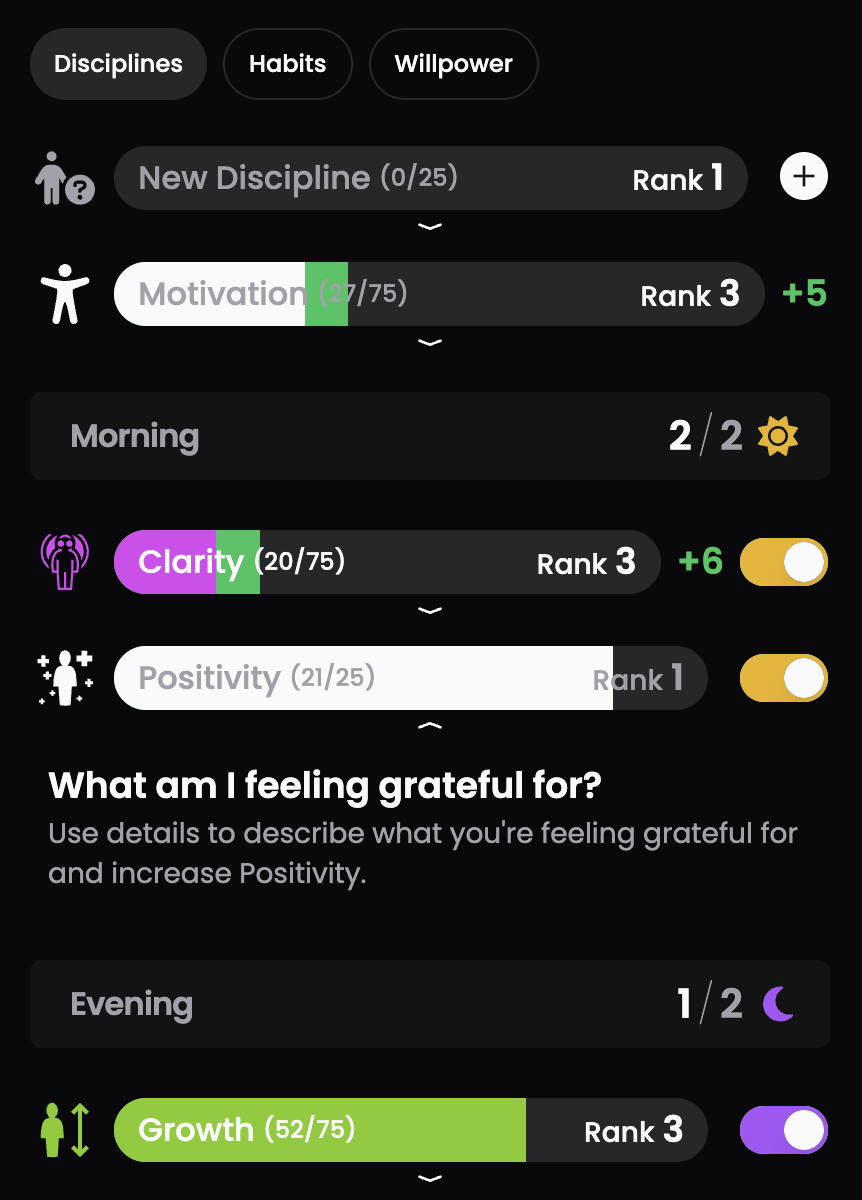 Disciplines Habits Willpower
New Discipline (0/25) Rank 1
Motivation (27/75) Rank 3 +5
Morning 2/2
Clarity (20/75) Rank 3 +6
Positivity (21/25) Rank 1
What am I feeling grateful for?
Use details to describe what you're feeling grateful for
and increase Positivity.
Evening 1/2
Growth (52/75) Rank 3